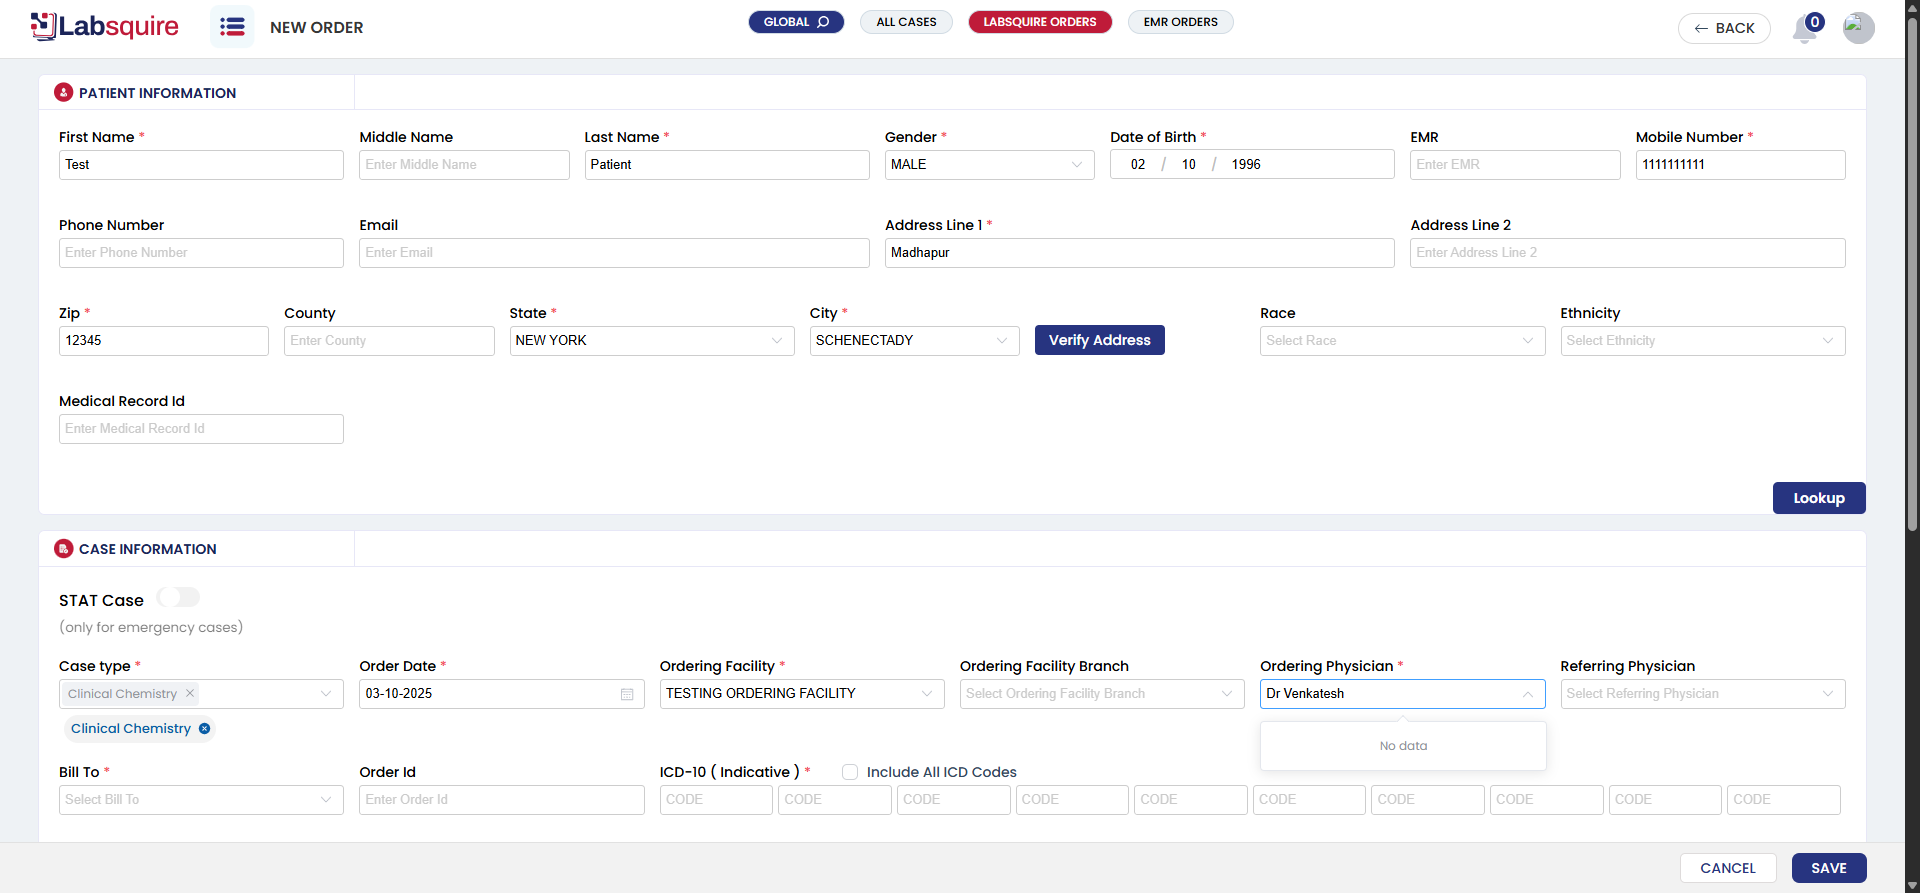 Labsquire
NEW ORDER
GLOBAL
ALL CASES
LABSQUIRE ORDERS
EMR ORDERS
← BACK
0
PATIENT INFORMATION
First Name *
Middle Name
Last Name *
Gender *
Date of Birth *
EMR
Mobile Number *
Test
Enter Middle Name
Patient
MALE
02 / 10 / 1996
Enter EMR
1111111111
Phone Number
Email
Address Line 1 *
Address Line 2
Enter Phone Number
Enter Email
Madhapur
Enter Address Line 2
Zip *
County
State *
City *
Race
Ethnicity
12345
Enter County
NEW YORK
SCHENECTADY
Verify Address
Select Race
Select Ethnicity
Medical Record Id
Enter Medical Record Id
Lookup
CASE INFORMATION
STAT Case
(only for emergency cases)
Case type *
Order Date *
Ordering Facility *
Ordering Facility Branch
Ordering Physician *
Referring Physician
Clinical Chemistry ×
03-10-2025
TESTING ORDERING FACILITY
Select Ordering Facility Branch
Dr Venkatesh
Select Referring Physician
Clinical Chemistry
No data
Bill To *
Order Id
ICD-10 ( Indicative ) *
Include All ICD Codes
Select Bill To
Enter Order Id
CODE CODE CODE CODE CODE CODE CODE CODE CODE CODE
CANCEL
SAVE